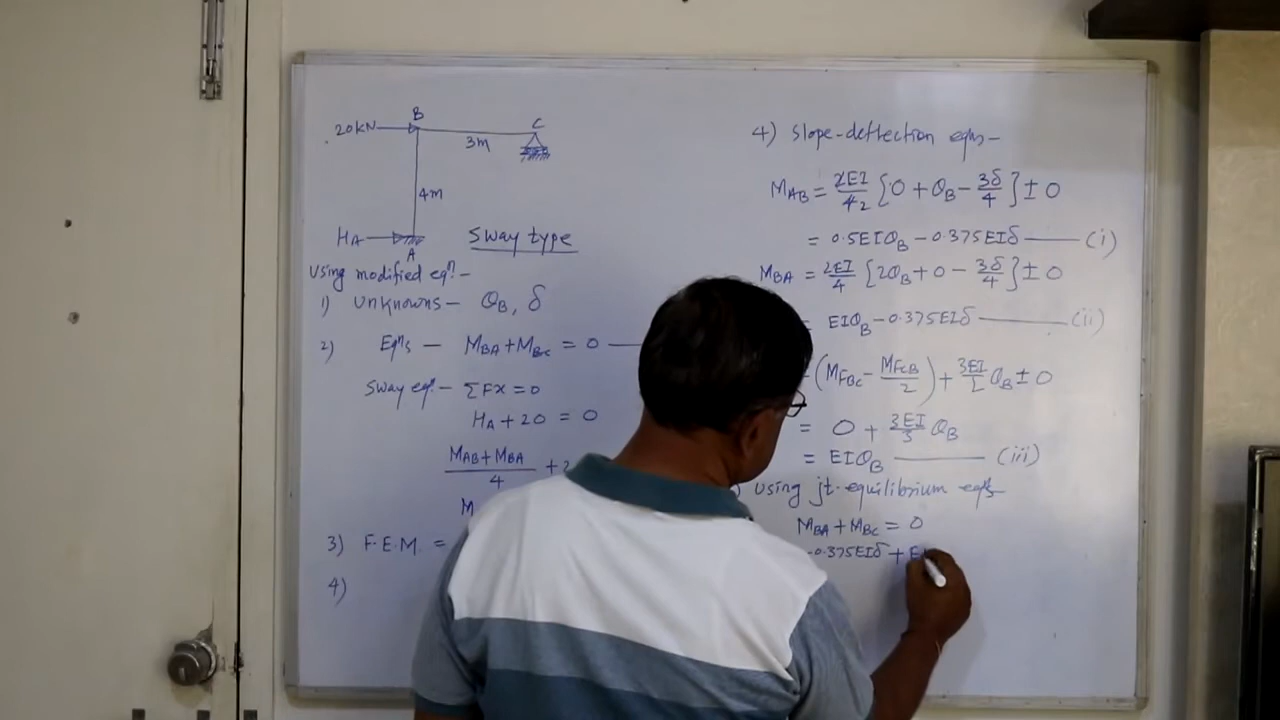 B
20KN
C
3m
4m
HA
A
Sway type
Using modified eqn. –
1) Unknowns – θB, δ
2) Eqns – MBA + MBC = 0
Sway eqn. – ΣFX = 0
HA + 20 = 0
MAB + MBA
4
+ 2
M
3) F.E.M. =
4)
4) Slope-deflection eqns –
MAB = 2EI/4 2 {0 + θB – 3δ/4} ± 0
= 0.5EIθB – 0.375EIδ (i)
MBA = 2EI/4 {2θB + 0 – 3δ/4} ± 0
= EIθB – 0.375EIδ (ii)
(MFBC – MFCB/2) + 3EI/L θB ± 0
= 0 + 3EI/3 θB
= EIθB (iii)
) Using jt. equilibrium eqns
MBA + MBC = 0
-0.375EIδ + E